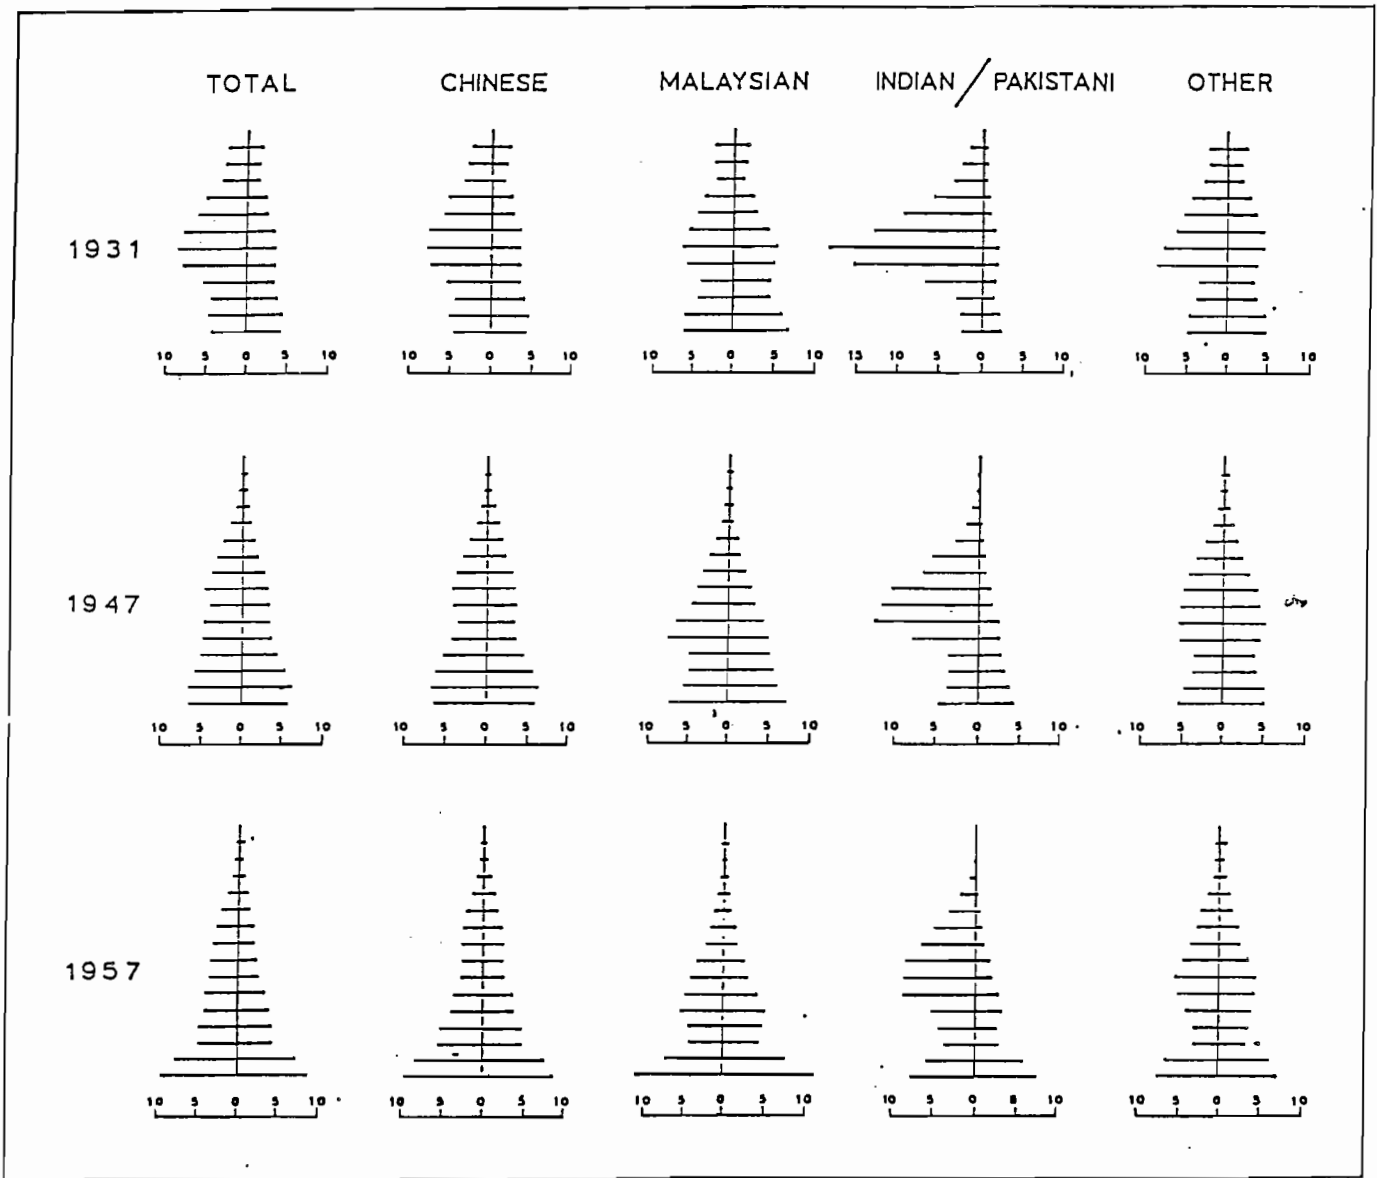 TOTAL CHINESE MALAYSIAN INDIAN / PAKISTANI OTHER
1931
10 5 0 5 10 10 5 0 5 10 10 5 0 5 10 15 10 5 0 5 10 10 5 0 5 10
1947
10 5 0 5 10 10 5 0 5 10 10 5 0 5 10 10 5 0 5 10 10 5 0 5 10
1957
10 5 0 5 10 10 5 0 5 10 10 5 0 5 10 10 5 0 5 10 10 5 0 5 10